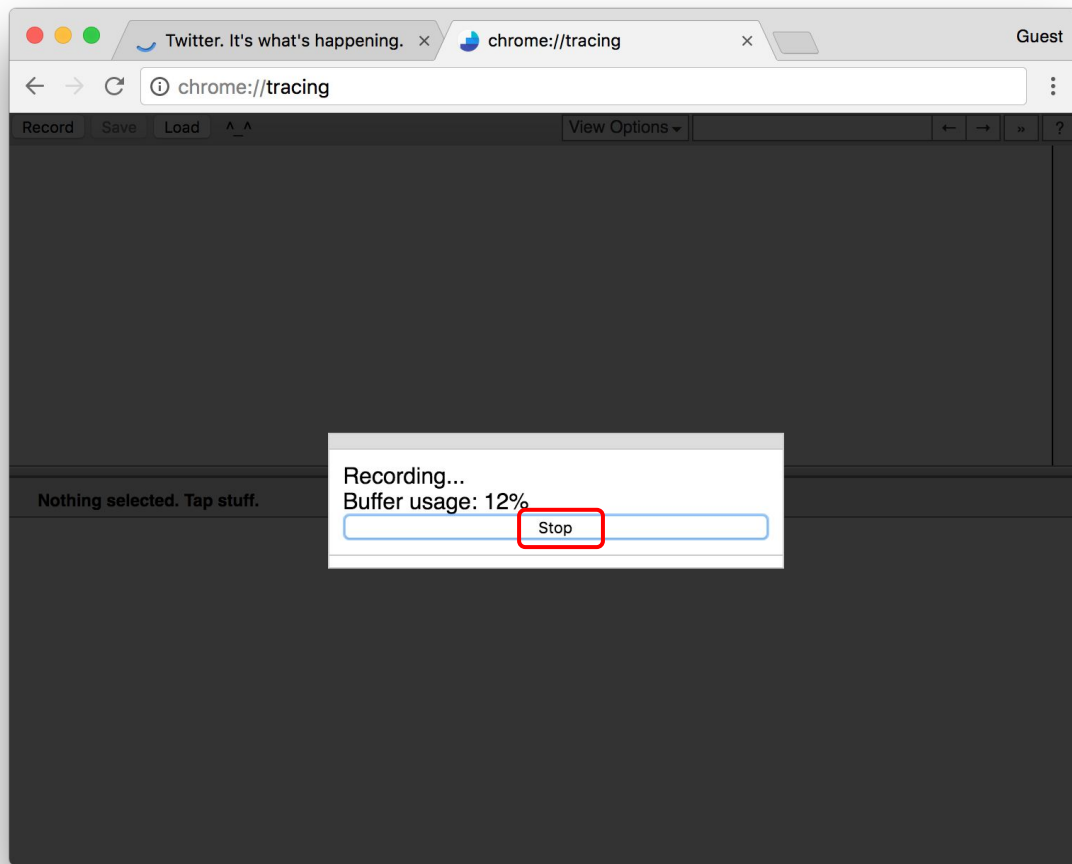 Twitter. It's what's happening. × chrome://tracing × Guest
chrome://tracing
Record Save Load ^_^ View Options ← → » ?
Recording...
Buffer usage: 12%
Nothing selected. Tap stuff.
Stop